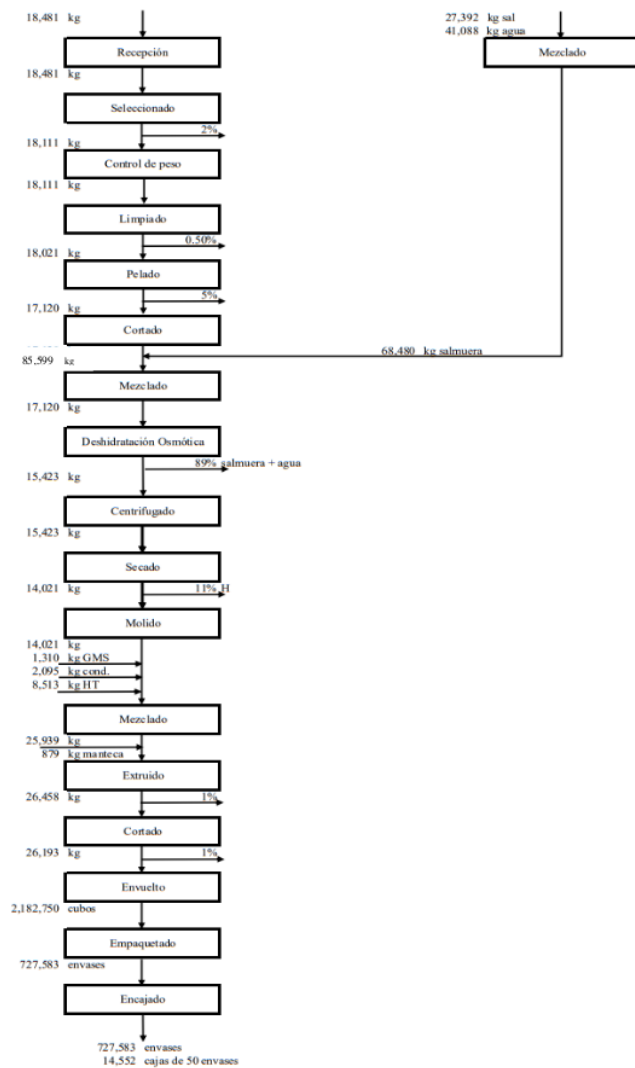 18,481 kg
27,392 kg sal
41,088 kg agua
Recepción
Mezclado
18,481 kg
Seleccionado
2%
18,111 kg
Control de peso
18,111 kg
Limpiado
0.50%
18,021 kg
Pelado
5%
17,120 kg
Cortado
68,480 kg salmuera
85,599 kg
Mezclado
17,120 kg
Deshidratación Osmótica
89% salmuera + agua
15,423 kg
Centrifugado
15,423 kg
Secado
14,021 kg
11% H
Molido
14,021 kg
1,310 kg GMS
2,095 kg cond.
8,513 kg HT
Mezclado
25,939 kg
879 kg manteca
Extruido
26,458 kg
1%
Cortado
26,193 kg
1%
Envuelto
2,182,750 cubos
Empaquetado
727,583 envases
Encajado
727,583 envases
14,552 cajas de 50 envases